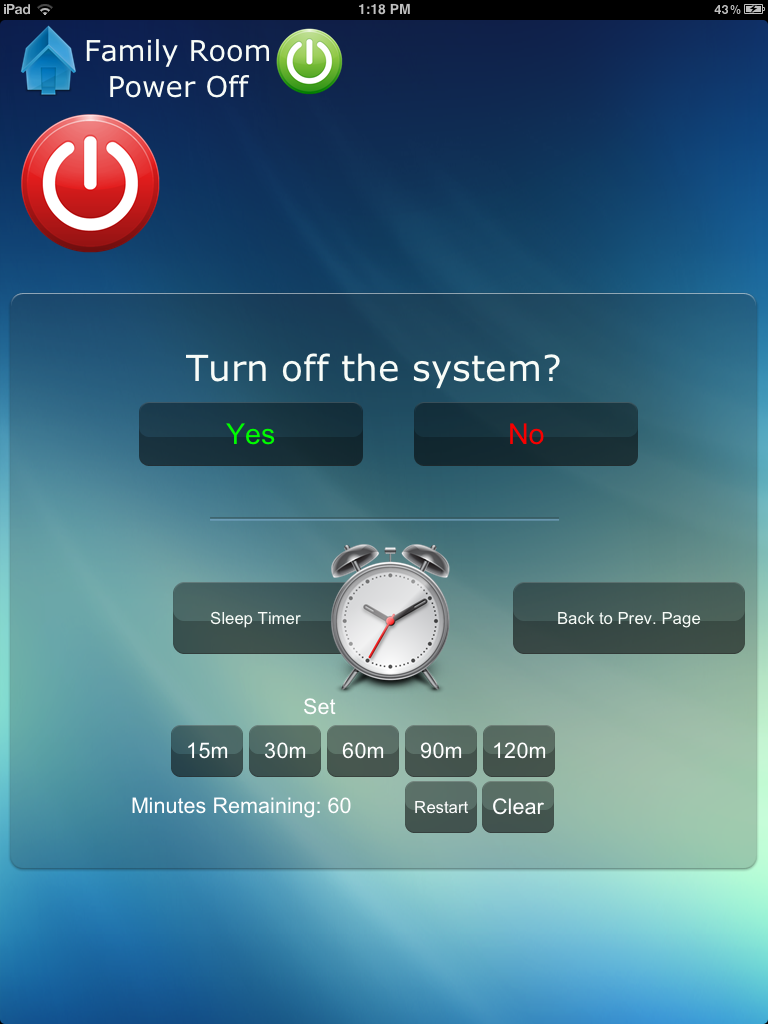 iPad 1:18 PM 43%
Family Room
Power Off
Turn off the system?
Yes No
Sleep Timer Back to Prev. Page
Set
15m 30m 60m 90m 120m
Minutes Remaining: 60 Restart Clear